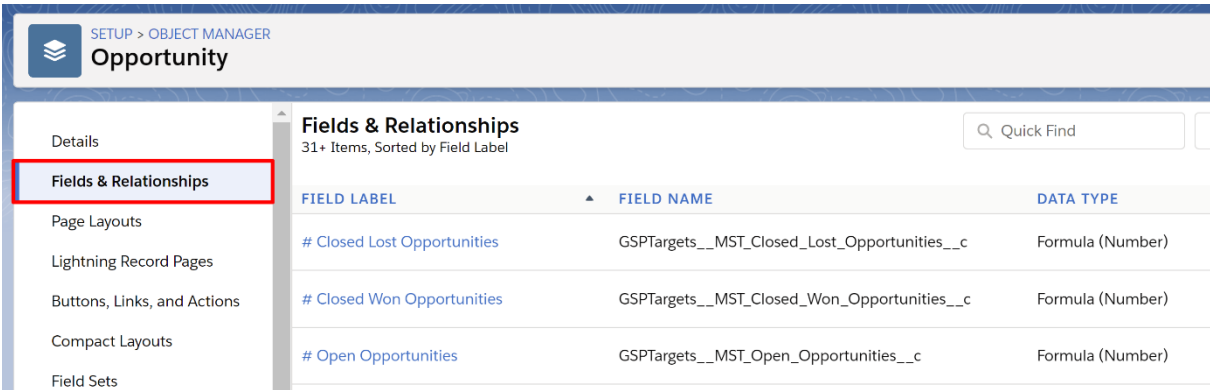 SETUP > OBJECT MANAGER
Opportunity
Details
Fields & Relationships
Page Layouts
Lightning Record Pages
Buttons, Links, and Actions
Compact Layouts
Field Sets
Fields & Relationships
31+ Items, Sorted by Field Label
Quick Find
FIELD LABEL FIELD NAME DATA TYPE
# Closed Lost Opportunities GSPTargets__MST_Closed_Lost_Opportunities__c Formula (Number)
# Closed Won Opportunities GSPTargets__MST_Closed_Won_Opportunities__c Formula (Number)
# Open Opportunities GSPTargets__MST_Open_Opportunities__c Formula (Number)